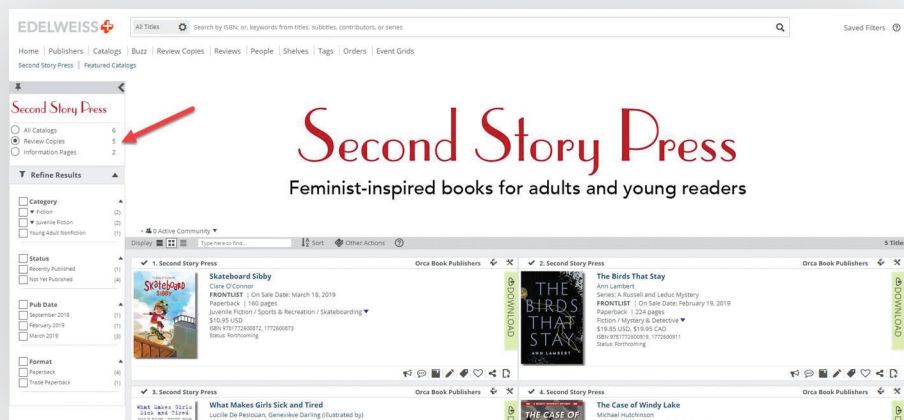 EDELWEISS
All Titles
Search by ISBN; or, keywords from titles, subtitles, contributors, or series
Saved Filters
Home | Publishers | Catalogs | Buzz | Review Copies | Reviews | People | Shelves | Tags | Orders | Event Grids
Second Story Press | Featured Catalogs
Second Story Press
All Catalogs 6
Review Copies 5
Information Pages 2
Refine Results
Category
Fiction (2)
Juvenile Fiction (2)
Young Adult Nonfiction (1)
Status
Recently Published (1)
Not Yet Published (4)
Pub Date
September 2018 (1)
February 2019 (1)
March 2019 (3)
Format
Paperback (4)
Trade Paperback (1)
Second Story Press
Feminist-inspired books for adults and young readers
0 Active Community
Display Type here to find... Sort Other Actions 5 Title
1. Second Story Press Orca Book Publishers
SkateboaRD
SIBBY
Skateboard Sibby
Clare O'Connor
FRONTLIST | On Sale Date: March 18, 2019
Paperback | 160 pages
Juvenile Fiction / Sports & Recreation / Skateboarding
$10.95 USD
ISBN 9781772600872, 1772600873
Status: Forthcoming
DOWNLOAD
2. Second Story Press Orca Book Publishers
THE
BIRDS
THAT
STAY
ANN LAMBERT
The Birds That Stay
Ann Lambert
Series: A Russell and Leduc Mystery
FRONTLIST | On Sale Date: February 19, 2019
Paperback | 224 pages
Fiction / Mystery & Detective
$19.95 USD, $19.95 CAD
ISBN 9781772600919, 1772600911
Status: Forthcoming
DOWNLOAD
3. Second Story Press Orca Book Publishers
What Makes Girls
Sick and Tired
What Makes Girls Sick and Tired
Lucille De Pesloüan, Geneviève Darling (illustrated by)
4. Second Story Press Orca Book Publishers
THE CASE OF
The Case of Windy Lake
Michael Hutchinson